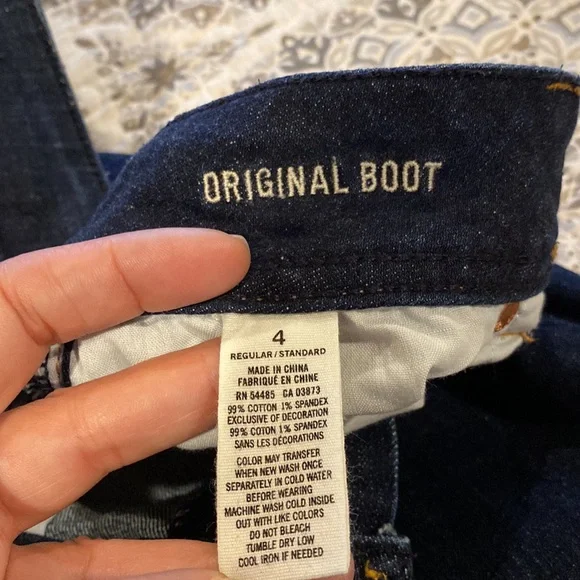 ORIGINAL BOOT
4
REGULAR/STANDARD
MADE IN CHINA
FABRIQUÉ EN CHINE
RN 54485 CA 03873
99% COTTON 1% SPANDEX
EXCLUSIVE OF DECORATION
99% COTTON 1% SPANDEX
SANS LES DÉCORATIONS
COLOR MAY TRANSFER
WHEN NEW WASH ONCE
SEPARATELY IN COLD WATER
BEFORE WEARING
MACHINE WASH COLD INSIDE
OUT WITH LIKE COLORS
DO NOT BLEACH
TUMBLE DRY LOW
COOL IRON IF NEEDED